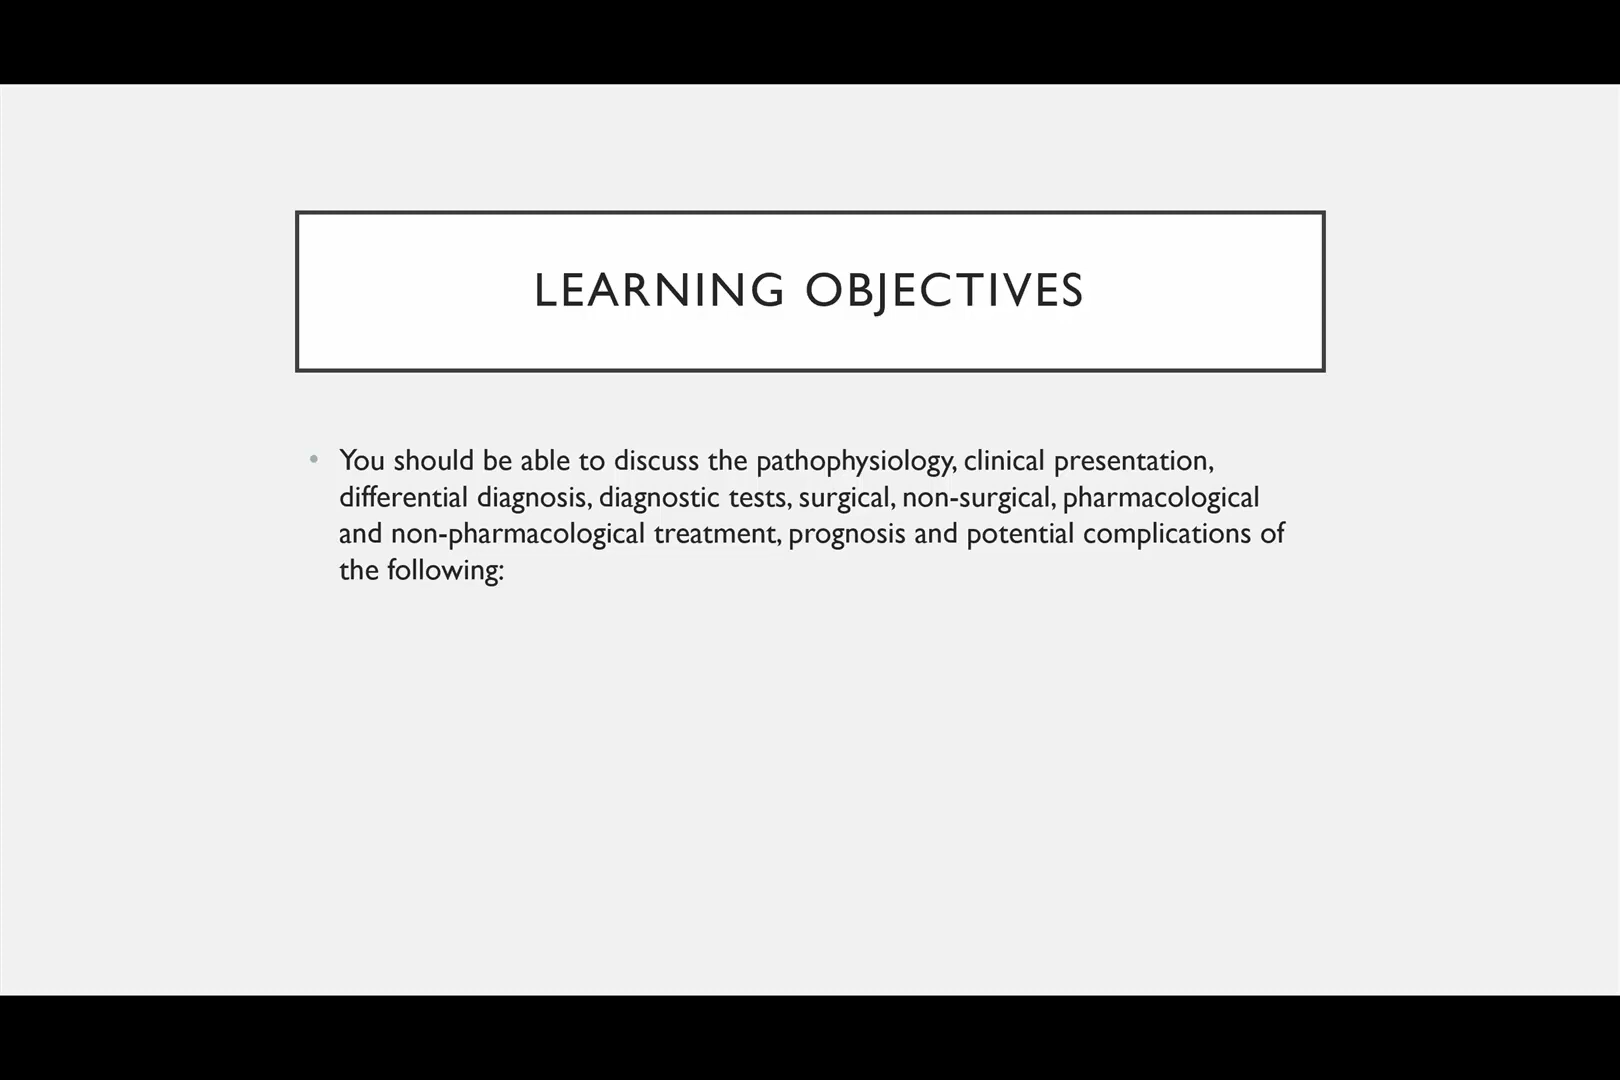 LEARNING OBJECTIVES
• You should be able to discuss the pathophysiology, clinical presentation,
differential diagnosis, diagnostic tests, surgical, non-surgical, pharmacological
and non-pharmacological treatment, prognosis and potential complications of
the following: